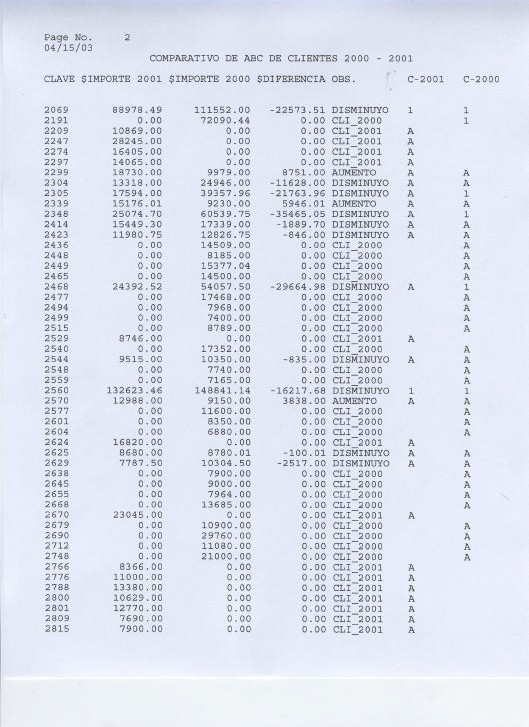 Page No. 2
04/15/03
COMPARATIVO DE ABC DE CLIENTES 2000 - 2001
CLAVE $IMPORTE 2001 $IMPORTE 2000 $DIFERENCIA OBS. C-2001 C-2000
2069 88978.49 111552.00 -22573.51 DISMINUYO 1 1
2191 0.00 72090.44 0.00 CLI_2000 1
2209 10869.00 0.00 0.00 CLI_2001 A
2247 28245.00 0.00 0.00 CLI_2001 A
2274 16405.00 0.00 0.00 CLI_2001 A
2297 14065.00 0.00 0.00 CLI_2001 A
2299 18730.00 9979.00 8751.00 AUMENTO A A
2304 13318.00 24946.00 -11628.00 DISMINUYO A A
2305 17594.00 39357.96 -21763.96 DISMINUYO A 1
2339 15176.01 9230.00 5946.01 AUMENTO A A
2348 25074.70 60539.75 -35465.05 DISMINUYO A 1
2414 15449.30 17339.00 -1889.70 DISMINUYO A A
2423 11980.75 12826.75 -846.00 DISMINUYO A A
2436 0.00 14509.00 0.00 CLI_2000 A
2448 0.00 8185.00 0.00 CLI_2000 A
2449 0.00 15377.04 0.00 CLI_2000 A
2465 0.00 14500.00 0.00 CLI_2000 A
2468 24392.52 54057.50 -29664.98 DISMINUYO A 1
2477 0.00 17468.00 0.00 CLI_2000 A
2494 0.00 7968.00 0.00 CLI_2000 A
2499 0.00 7400.00 0.00 CLI_2000 A
2515 0.00 8789.00 0.00 CLI_2000 A
2529 8746.00 0.00 0.00 CLI_2001 A
2540 0.00 17352.00 0.00 CLI_2000 A
2544 9515.00 10350.00 -835.00 DISMINUYO A A
2548 0.00 7740.00 0.00 CLI_2000 A
2559 0.00 7165.00 0.00 CLI_2000 A
2560 132623.46 148841.14 -16217.68 DISMINUYO 1 1
2570 12988.00 9150.00 3838.00 AUMENTO A A
2577 0.00 11600.00 0.00 CLI_2000 A
2601 0.00 8350.00 0.00 CLI_2000 A
2604 0.00 6880.00 0.00 CLI_2000 A
2624 16820.00 0.00 0.00 CLI_2001 A
2625 8680.00 8780.01 -100.01 DISMINUYO A A
2629 7787.50 10304.50 -2517.00 DISMINUYO A A
2638 0.00 7900.00 0.00 CLI_2000 A
2645 0.00 9000.00 0.00 CLI_2000 A
2655 0.00 7964.00 0.00 CLI_2000 A
2668 0.00 13685.00 0.00 CLI_2000 A
2670 23045.00 0.00 0.00 CLI_2001 A
2679 0.00 10900.00 0.00 CLI_2000 A
2690 0.00 29760.00 0.00 CLI_2000 A
2712 0.00 11080.00 0.00 CLI_2000 A
2748 0.00 21000.00 0.00 CLI_2000 A
2766 8366.00 0.00 0.00 CLI_2001 A
2776 11000.00 0.00 0.00 CLI_2001 A
2788 13380.00 0.00 0.00 CLI_2001 A
2800 10629.00 0.00 0.00 CLI_2001 A
2801 12770.00 0.00 0.00 CLI_2001 A
2809 7690.00 0.00 0.00 CLI_2001 A
2815 7900.00 0.00 0.00 CLI_2001 A